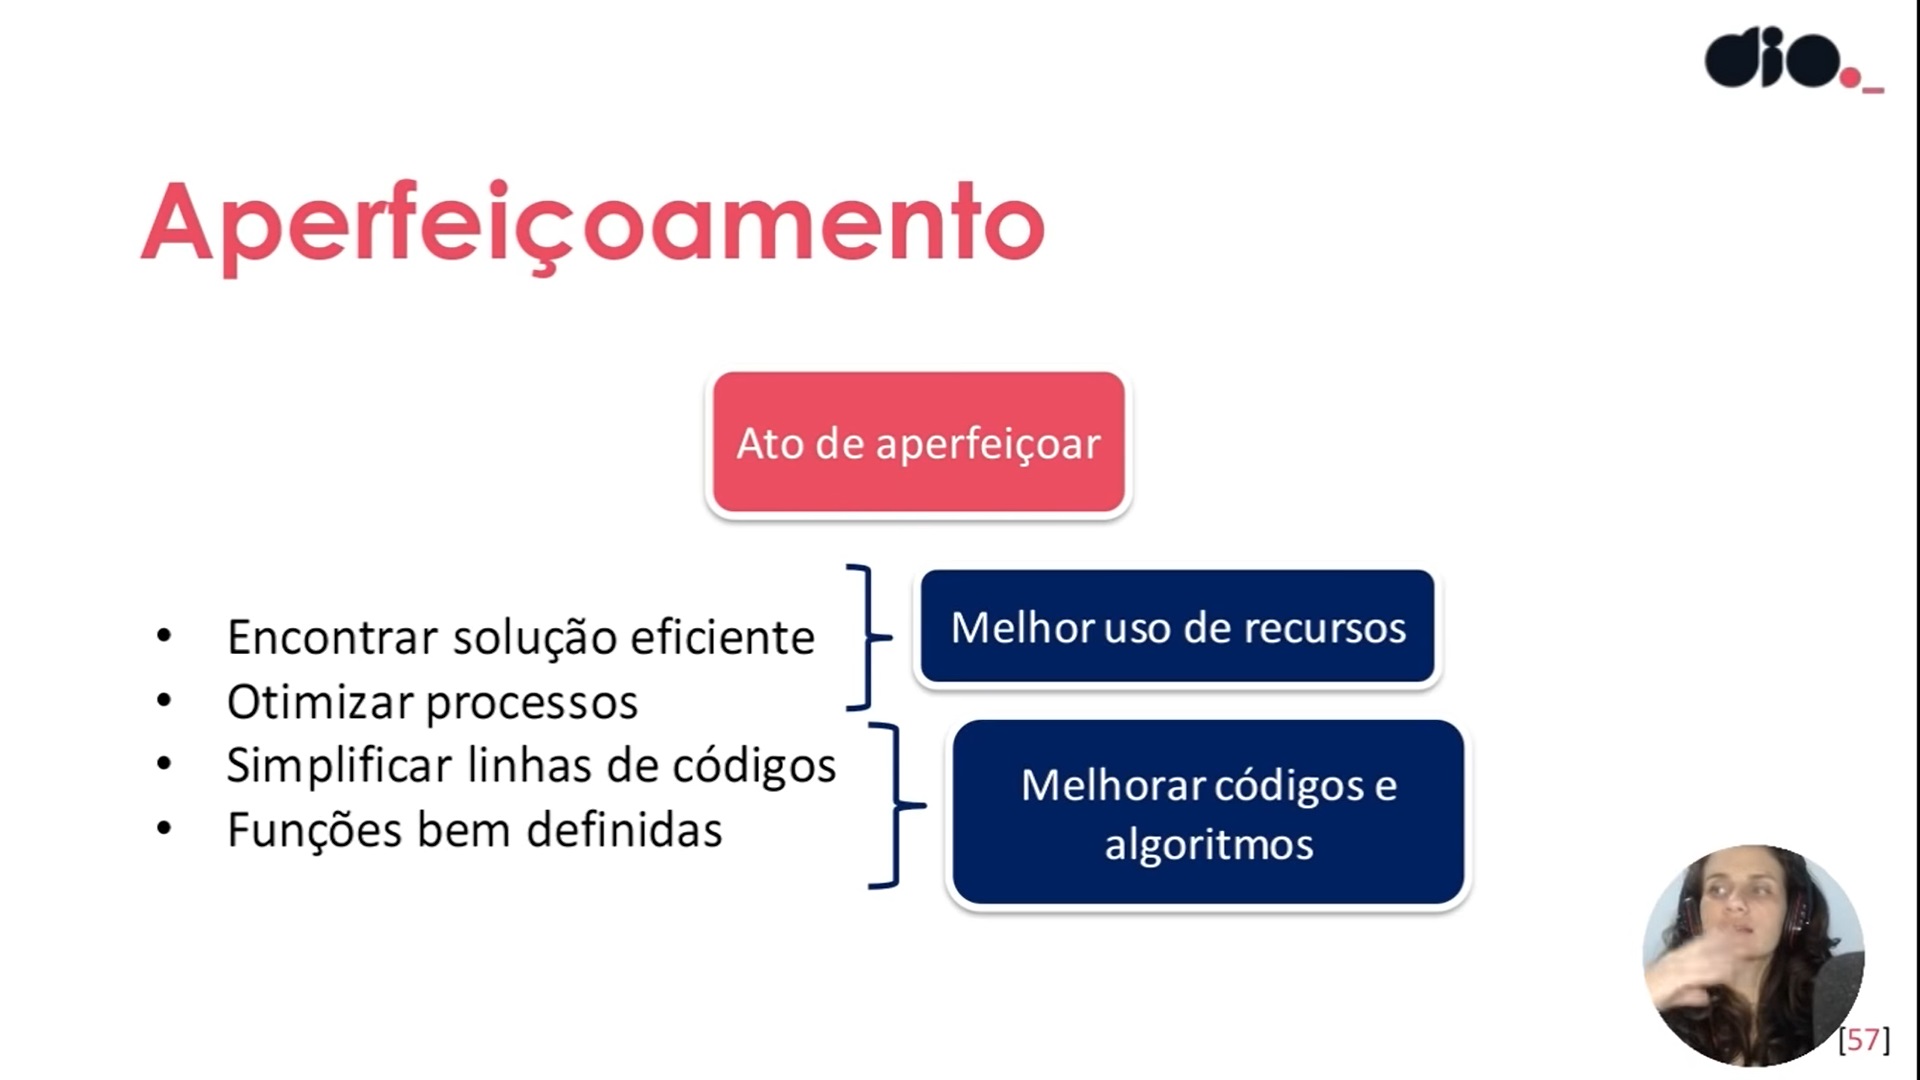 dio._
Aperfeiçoamento
Ato de aperfeiçoar
• Encontrar solução eficiente
• Otimizar processos
• Simplificar linhas de códigos
• Funções bem definidas
Melhor uso de recursos
Melhorar códigos e
algoritmos
[57]